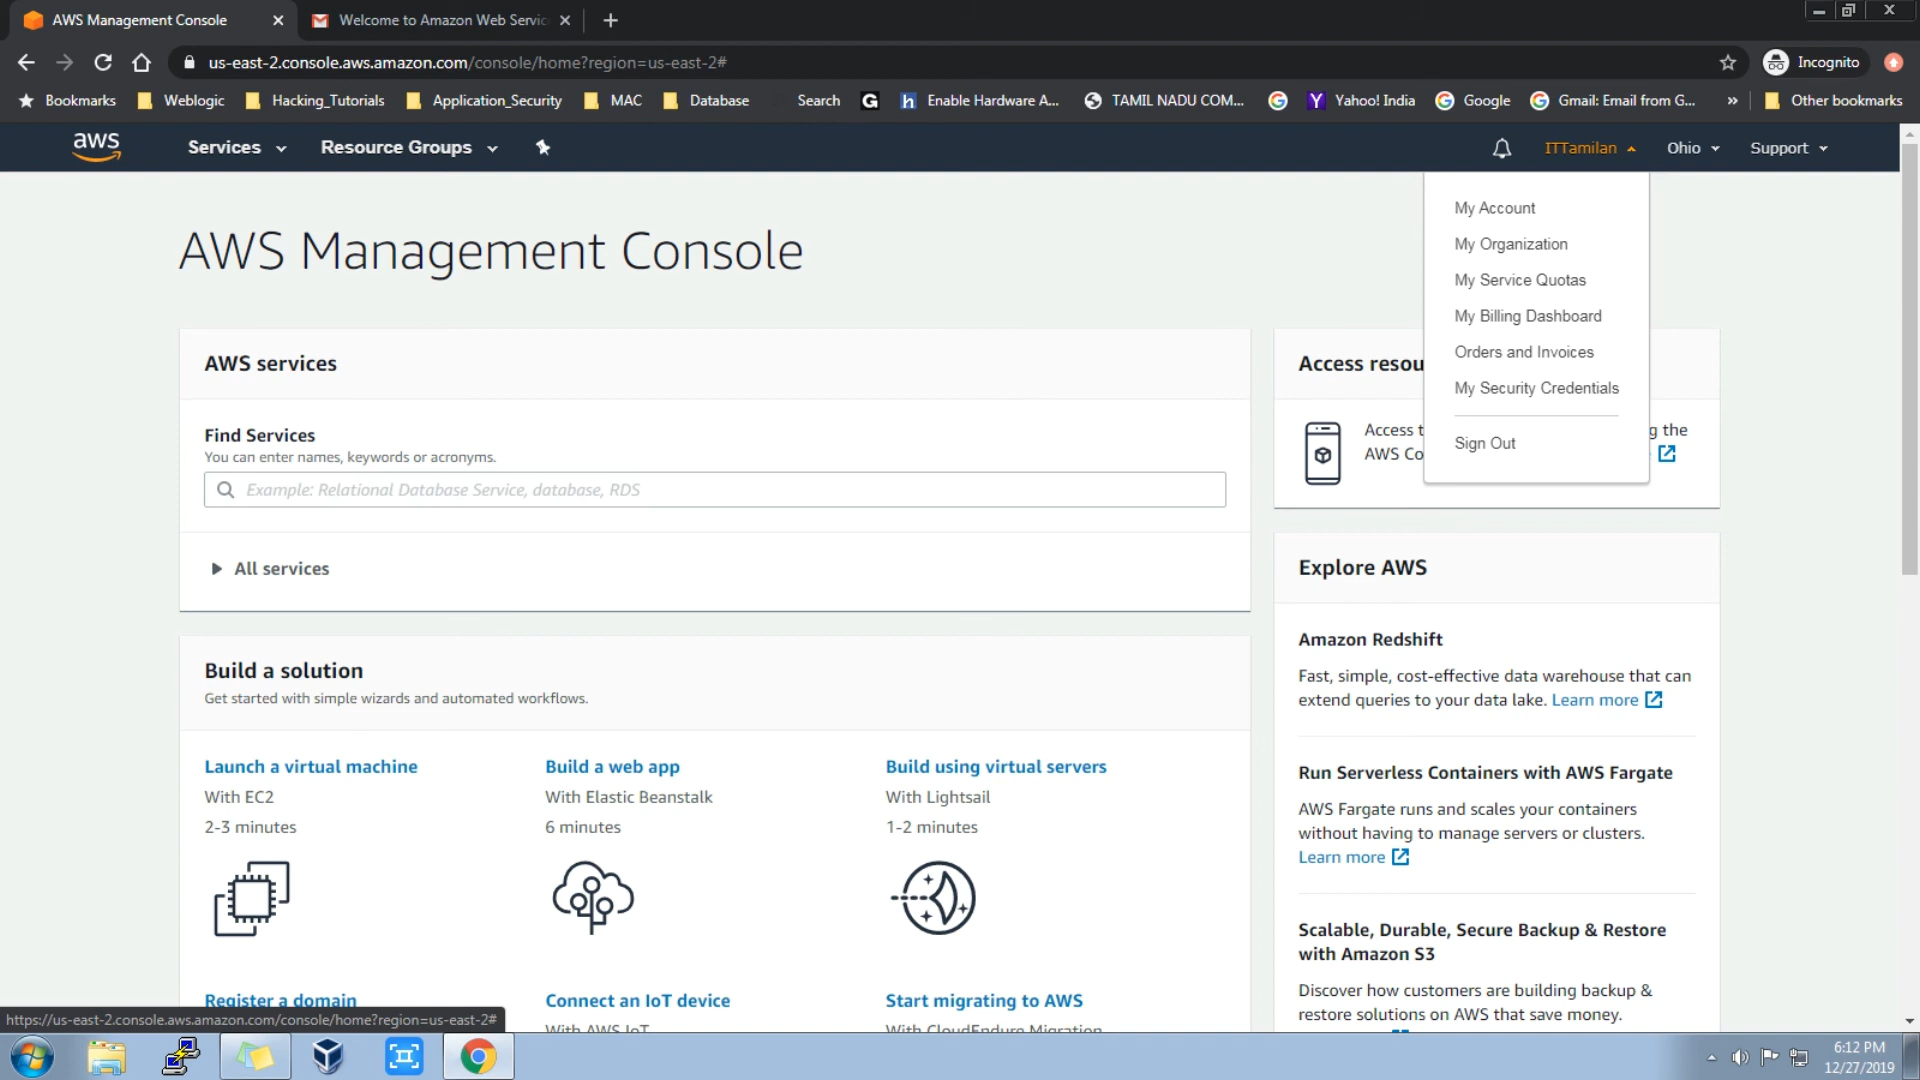 AWS Management Console
Welcome to Amazon Web Servic
us-east-2.console.aws.amazon.com/console/home?region=us-east-2#
Incognito
Bookmarks
Weblogic
Hacking_Tutorials
Application_Security
MAC
Database
Search
Enable Hardware A...
TAMIL NADU COM...
Yahoo! India
Google
Gmail: Email from G...
»
Other bookmarks
aws
Services
Resource Groups
ITTamilan
Ohio
Support
My Account
My Organization
My Service Quotas
My Billing Dashboard
Orders and Invoices
My Security Credentials
Sign Out
AWS Management Console
AWS services
Find Services
You can enter names, keywords or acronyms.
Example: Relational Database Service, database, RDS
All services
Access resou
Access t
g the
AWS Co
Build a solution
Get started with simple wizards and automated workflows.
Launch a virtual machine
With EC2
2-3 minutes
Build a web app
With Elastic Beanstalk
6 minutes
Build using virtual servers
With Lightsail
1-2 minutes
Register a domain
Connect an IoT device
With AWS IoT
Start migrating to AWS
With CloudEndure Migration
Explore AWS
Amazon Redshift
Fast, simple, cost-effective data warehouse that can
extend queries to your data lake. Learn more
Run Serverless Containers with AWS Fargate
AWS Fargate runs and scales your containers
without having to manage servers or clusters.
Learn more
Scalable, Durable, Secure Backup & Restore
with Amazon S3
Discover how customers are building backup &
restore solutions on AWS that save money.
https://us-east-2.console.aws.amazon.com/console/home?region=us-east-2#
6:12 PM
12/27/2019